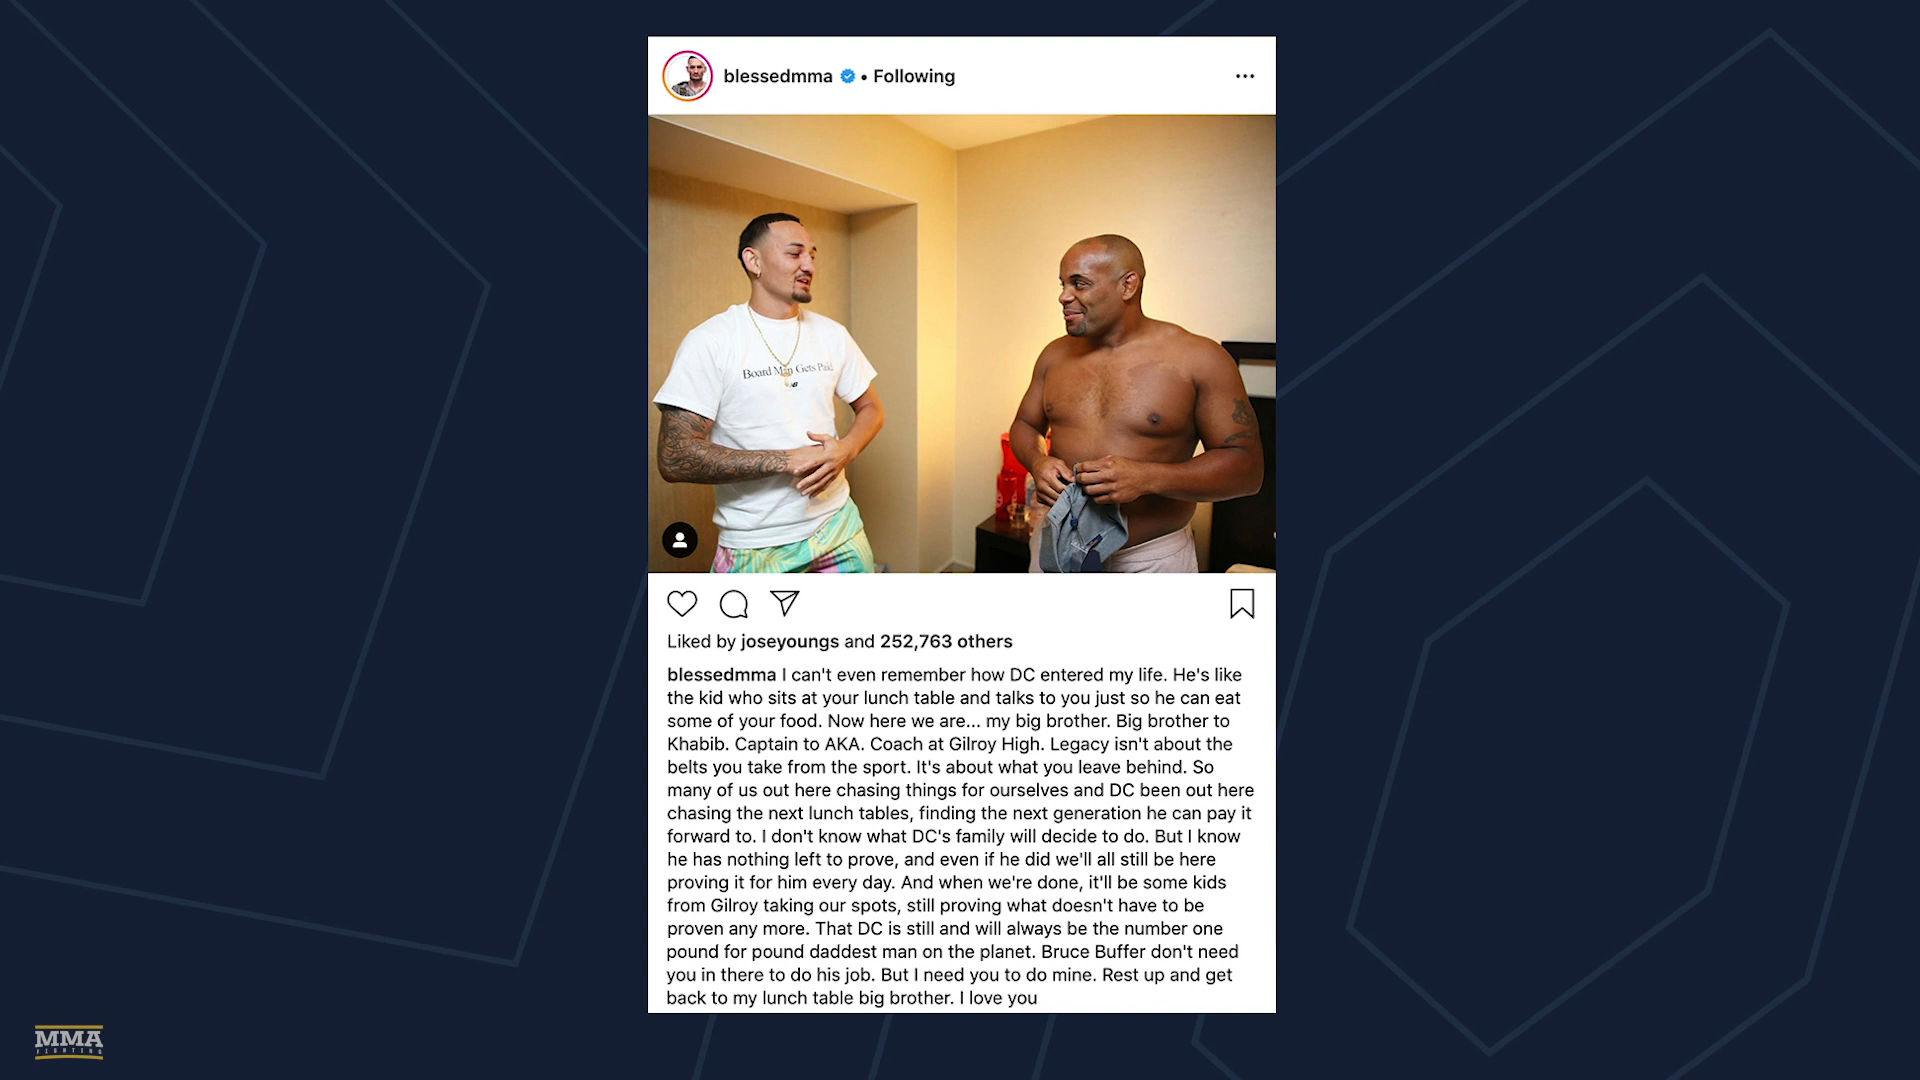 blessedmma • Following
Board Man Gets Paid
Liked by joseyoungs and 252,763 others
blessedmma I can't even remember how DC entered my life. He's like
the kid who sits at your lunch table and talks to you just so he can eat
some of your food. Now here we are... my big brother. Big brother to
Khabib. Captain to AKA. Coach at Gilroy High. Legacy isn't about the
belts you take from the sport. It's about what you leave behind. So
many of us out here chasing things for ourselves and DC been out here
chasing the next lunch tables, finding the next generation he can pay it
forward to. I don't know what DC's family will decide to do. But I know
he has nothing left to prove, and even if he did we'll all still be here
proving it for him every day. And when we're done, it'll be some kids
from Gilroy taking our spots, still proving what doesn't have to be
proven any more. That DC is still and will always be the number one
pound for pound daddest man on the planet. Bruce Buffer don't need
you in there to do his job. But I need you to do mine. Rest up and get
back to my lunch table big brother. I love you
MMA
FIGHTING